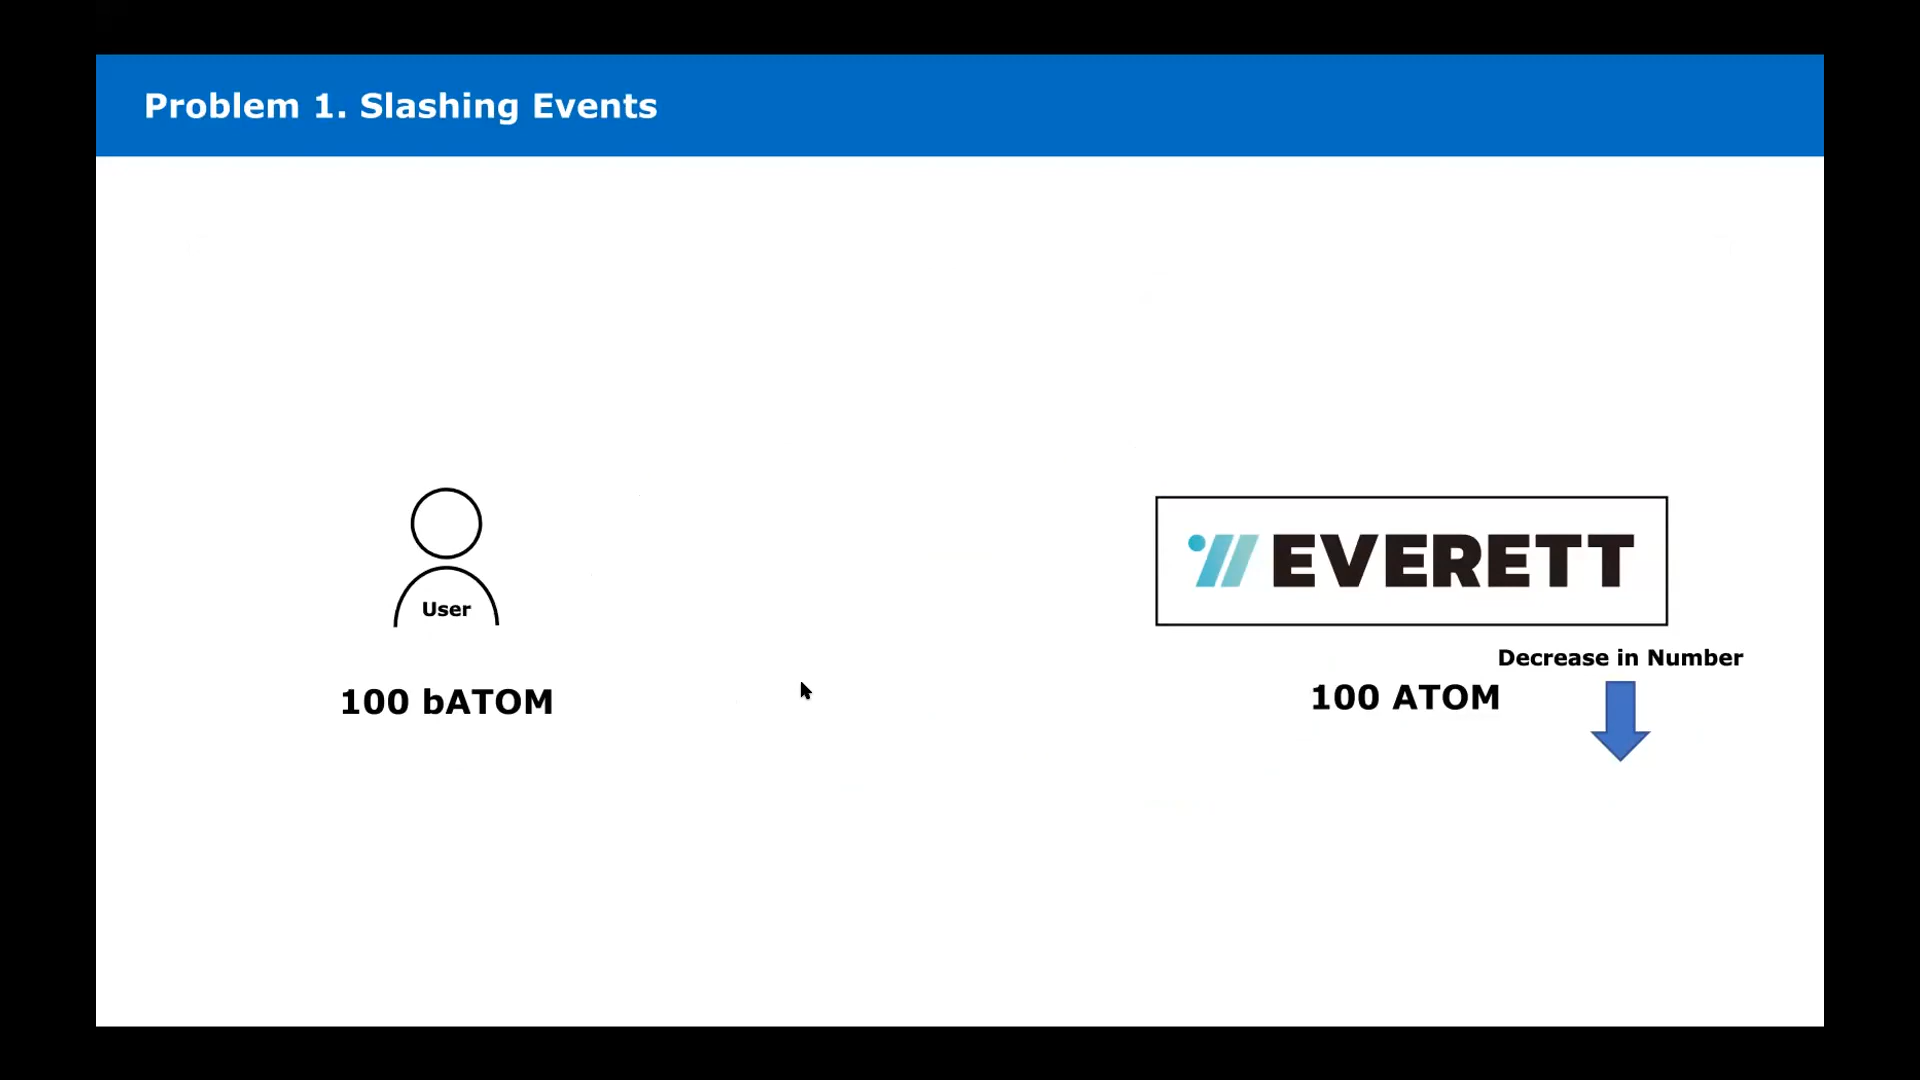 Problem 1. Slashing Events
User
100 bATOM
EVERETT
Decrease in Number
100 ATOM